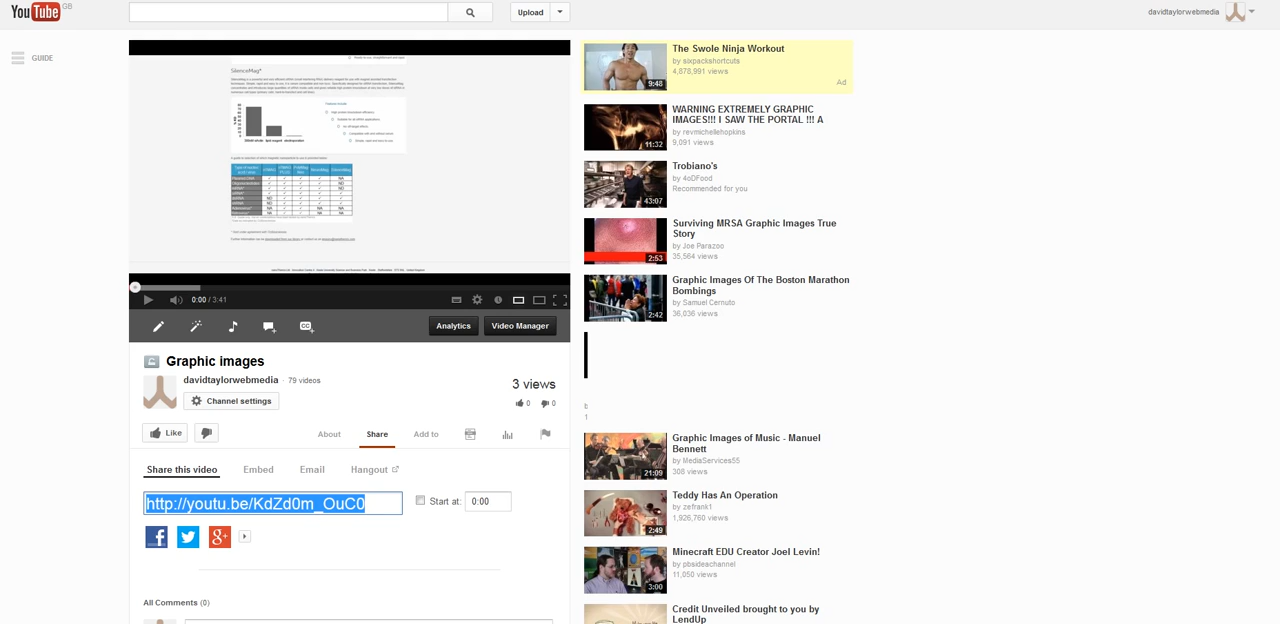 YouTube GB
Upload
davidtaylorwebmedia
GUIDE
SilenceMag*
0:00 / 3:41
CC
Analytics
Video Manager
Graphic images
davidtaylorwebmedia · 79 videos
Channel settings
3 views
0 0
Like
About
Share
Add to
Share this video
Embed
Email
Hangout
http://youtu.be/KdZd0m_OuC0
Start at: 0:00
All Comments (0)
The Swole Ninja Workout
by sixpackshortcuts
4,878,991 views
Ad
9:48
WARNING EXTREMELY GRAPHIC
IMAGES!!! I SAW THE PORTAL !!! A
by revmichellehopkins
9,091 views
11:32
Trobiano's
by 4oDFood
Recommended for you
43:07
Surviving MRSA Graphic Images True
Story
by Joe Parazoo
35,564 views
2:53
Graphic Images Of The Boston Marathon
Bombings
by Samuel Cernuto
36,036 views
2:42
b
1
Graphic Images of Music - Manuel
Bennett
by MediaServices55
308 views
21:09
Teddy Has An Operation
by zefrank1
1,926,760 views
2:49
Minecraft EDU Creator Joel Levin!
by pbsideachannel
11,050 views
3:00
Credit Unveiled brought to you by
LendUp